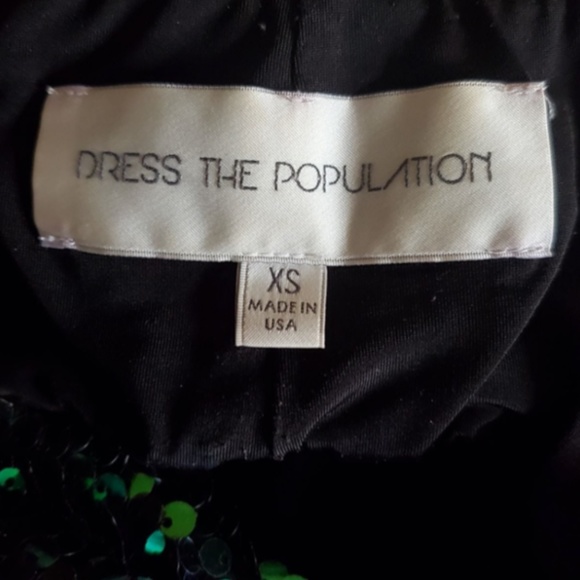 DRESS THE POPULATION
XS
MADE IN
USA